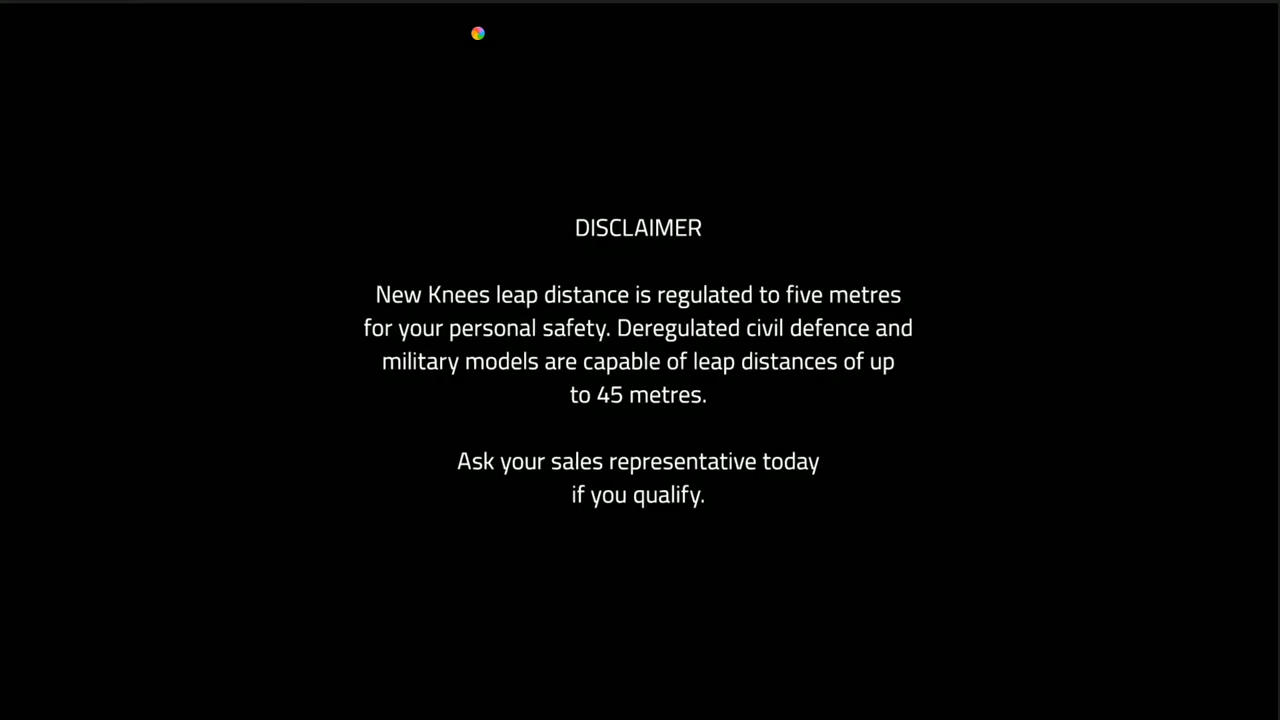 DISCLAIMER
New Knees leap distance is regulated to five metres
for your personal safety. Deregulated civil defence and
military models are capable of leap distances of up
to 45 metres.
Ask your sales representative today
if you qualify.